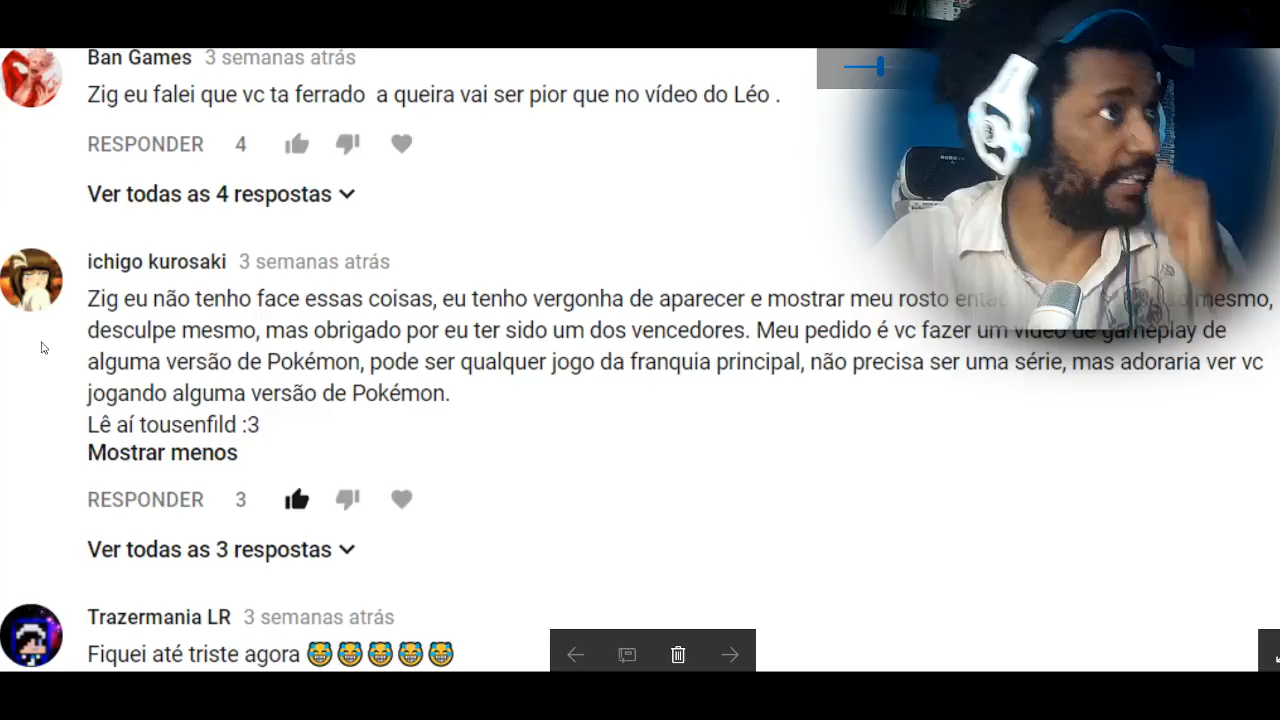 Ban Games 3 semanas atrás
Zig eu falei que vc ta ferrado a queira vai ser pior que no vídeo do Léo .
RESPONDER 4
Ver todas as 4 respostas
ichigo kurosaki 3 semanas atrás
Zig eu não tenho face essas coisas, eu tenho vergonha de aparecer e mostrar meu rosto mesmo,
desculpe mesmo, mas obrigado por eu ter sido um dos vencedores. Meu pedido é vc fazer um vídeo de gameplay de
alguma versão de Pokémon, pode ser qualquer jogo da franquia principal, não precisa ser uma série, mas adoraria ver vc
jogando alguma versão de Pokémon.
Lê aí tousenfild :3
Mostrar menos
RESPONDER 3
Ver todas as 3 respostas
Trazermania LR 3 semanas atrás
Fiquei até triste agora 😹😹😹😹😹